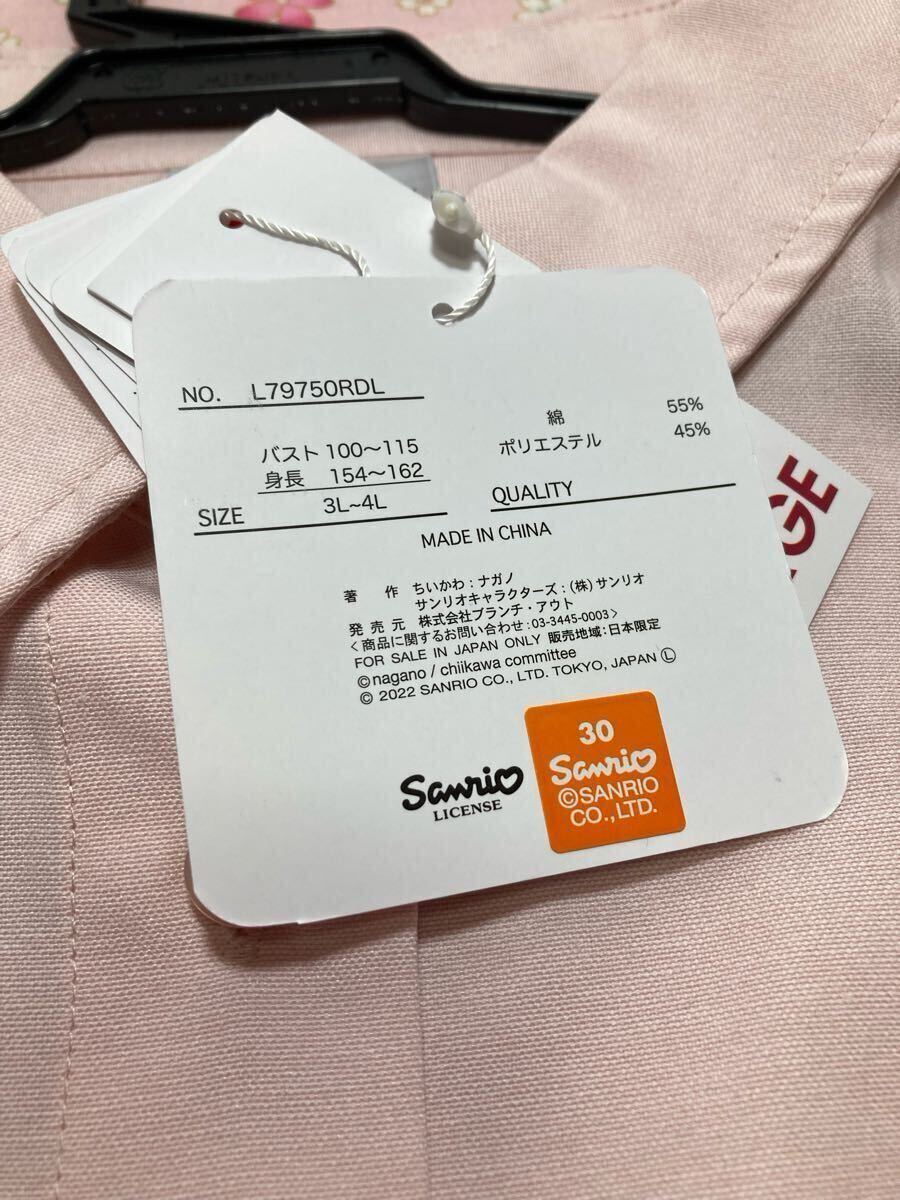 NO. L79750RDL
バスト 100〜115
身長 154〜162
SIZE 3L~4L
綿 55%
ポリエステル 45%
QUALITY
MADE IN CHINA
著 作 ちいかわ：ナガノ
サンリオキャラクターズ：(株) サンリオ
発 売 元 株式会社ブランチ・アウト
＜商品に関するお問い合わせ：03-3445-0003＞
FOR SALE IN JAPAN ONLY 販売地域：日本限定
©nagano / chiikawa committee
© 2022 SANRIO CO., LTD. TOKYO, JAPAN Ⓛ
Sanrio
LICENSE
30
Sanrio
©SANRIO
CO., LTD.
GE